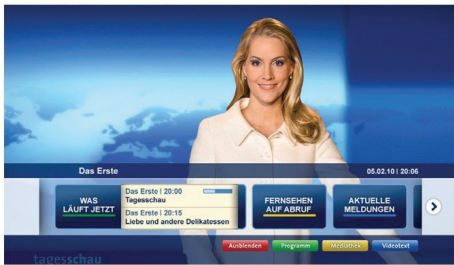 Das Erste
05.02.10 | 20:06
WAS
LÄUFT JETZT
Das Erste | 20:00
Tagesschau
Das Erste | 20:15
Liebe und andere Delikatessen
FERNSEHEN
AUF ABRUF
AKTUELLE
MELDUNGEN
Ausblenden
Programm
Mediathek
Videotext
tagesschau